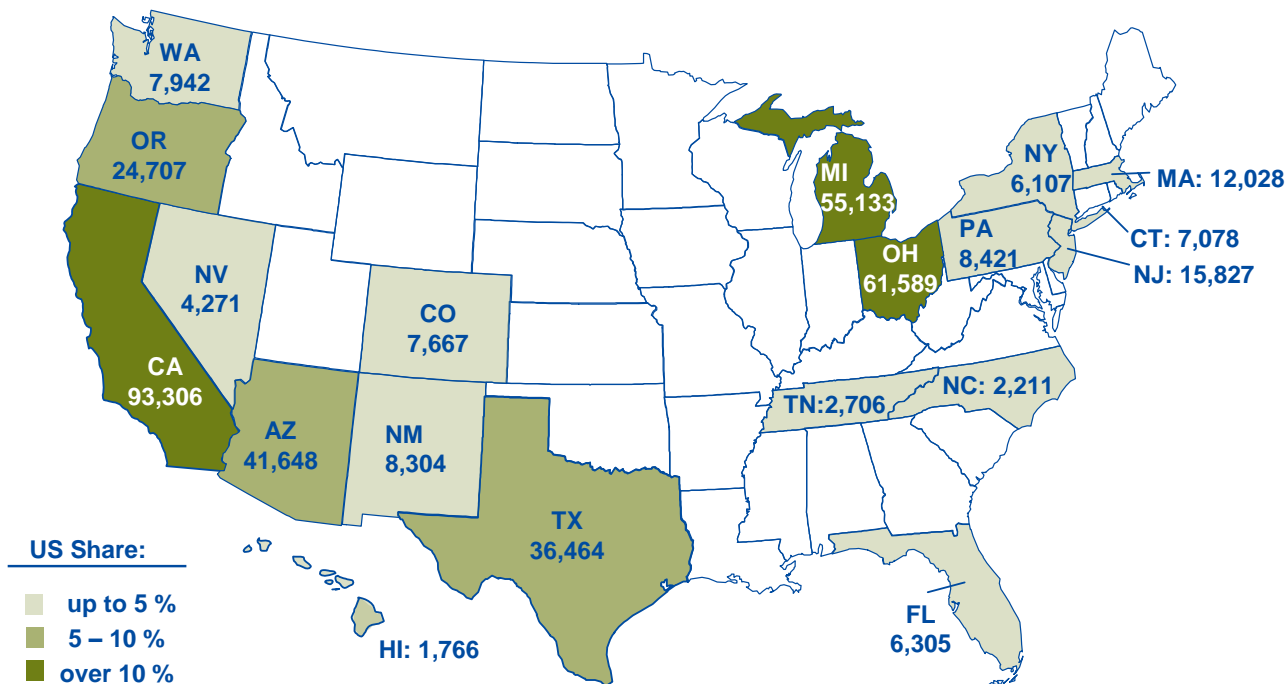 WA
7,942
OR
24,707
NY
6,107
MI
55,133
MA: 12,028
PA
8,421
CT: 7,078
NJ: 15,827
OH
61,589
NV
4,271
CO
7,667
CA
93,306
NC: 2,211
TN:2,706
AZ
41,648
NM
8,304
TX
36,464
FL
6,305
HI: 1,766
US Share:
up to 5 %
5 – 10 %
over 10 %